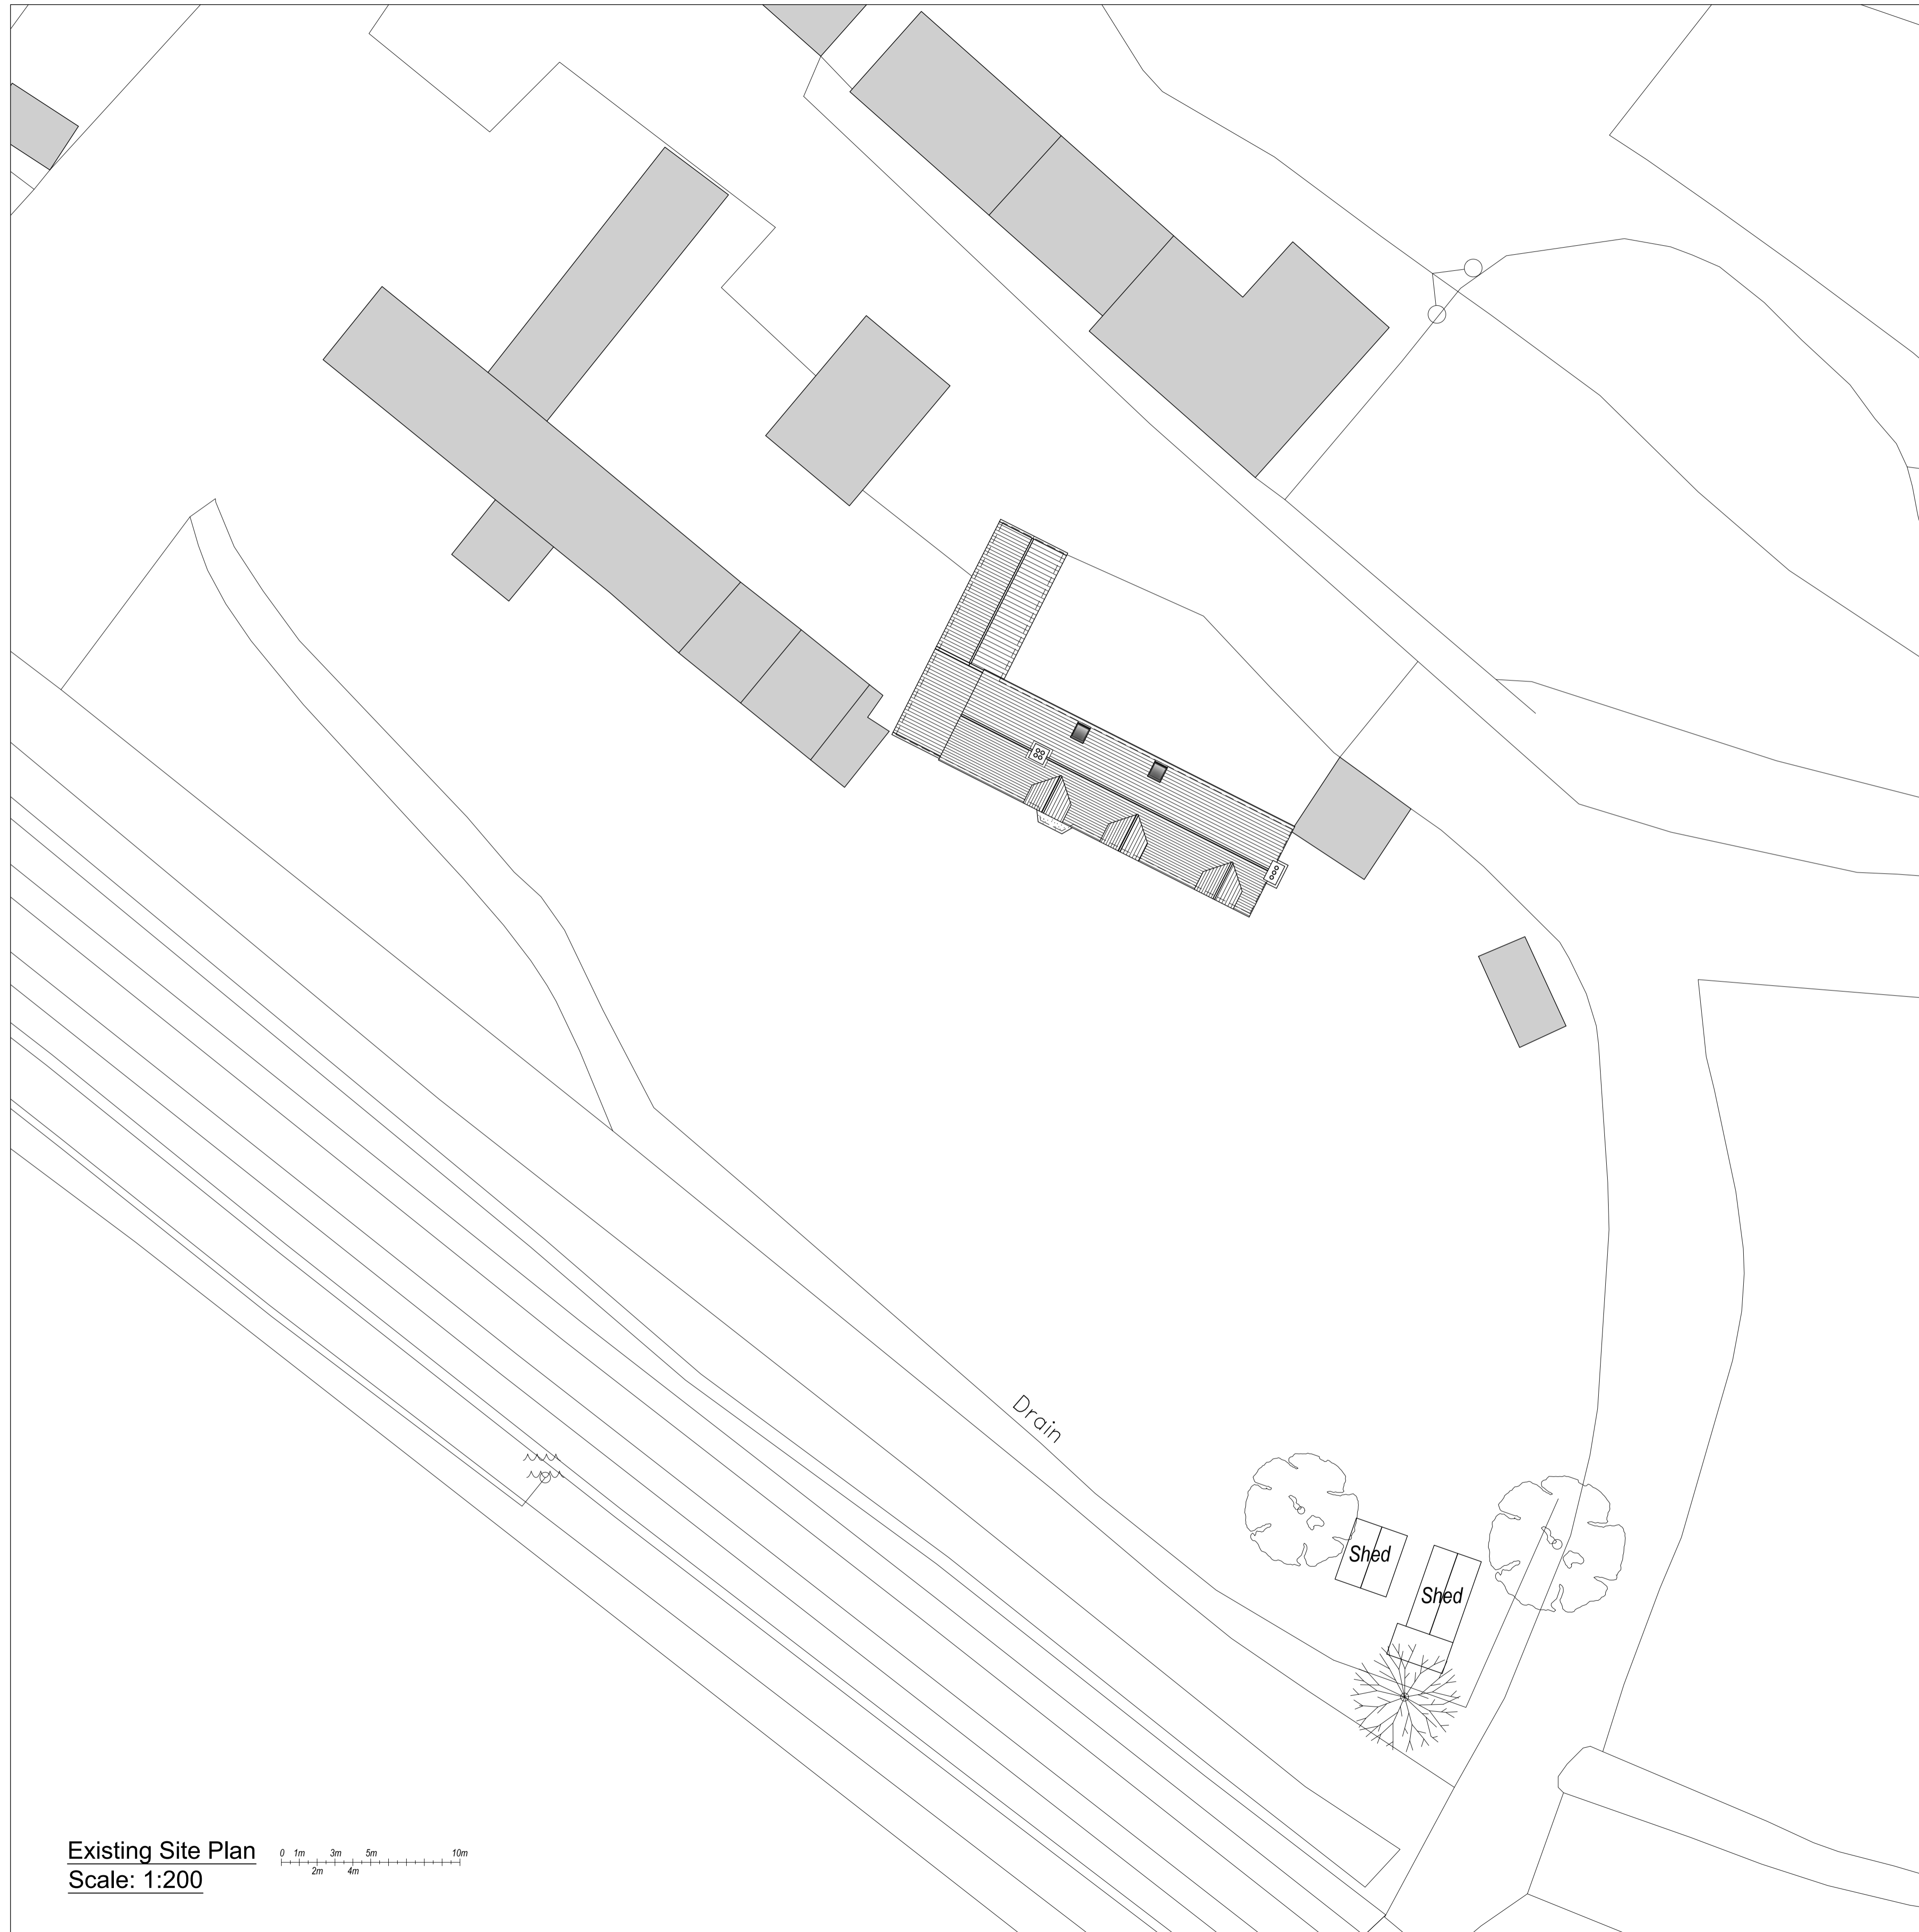 Drain
Shed
Shed
Existing Site Plan
Scale: 1:200
0 1m 3m 5m 10m
2m 4m